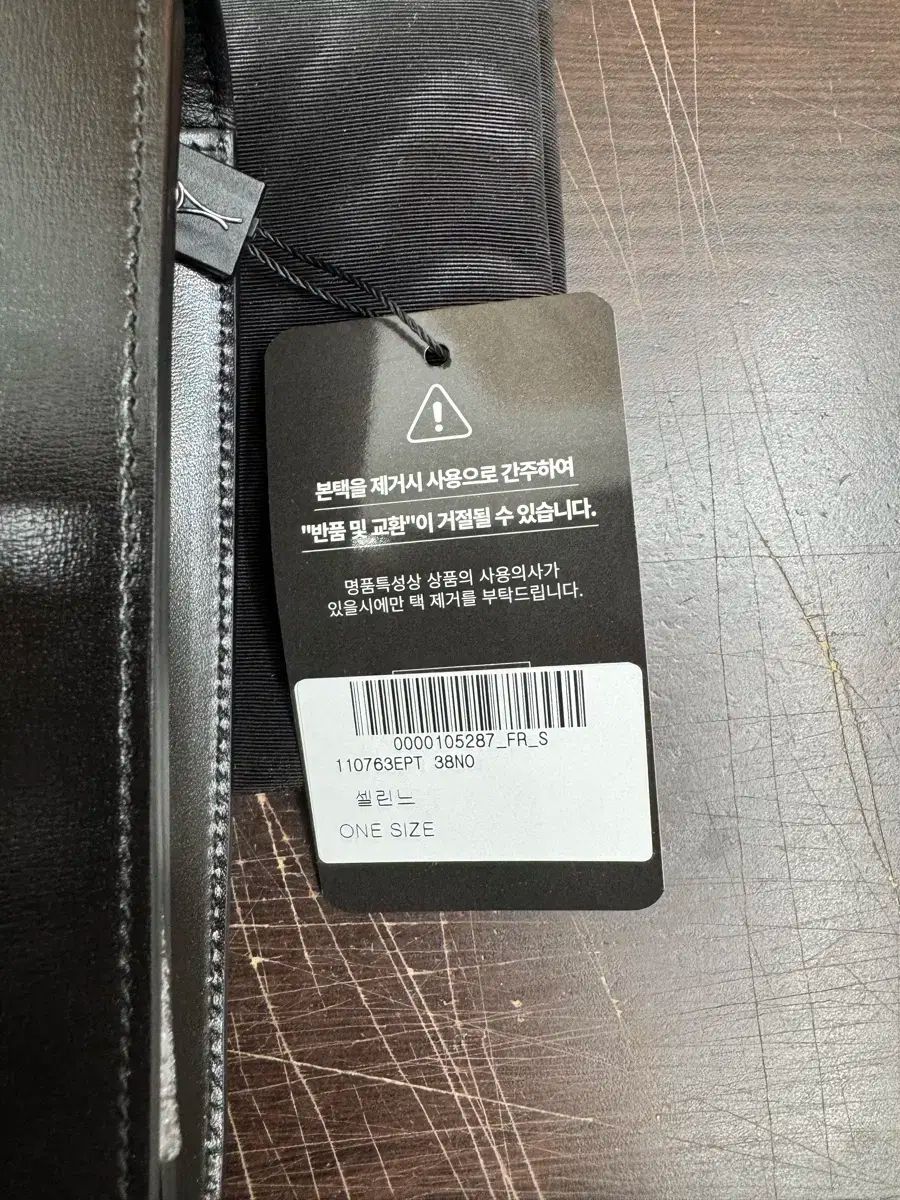 본택을 제거시 사용으로 간주하여
"반품 및 교환"이 거절될 수 있습니다.
명품특성상 상품의 사용의사가
있을시에만 택 제거를 부탁드립니다.
0000105287_FR_S
110763EPT 38NO
셀린느
ONE SIZE